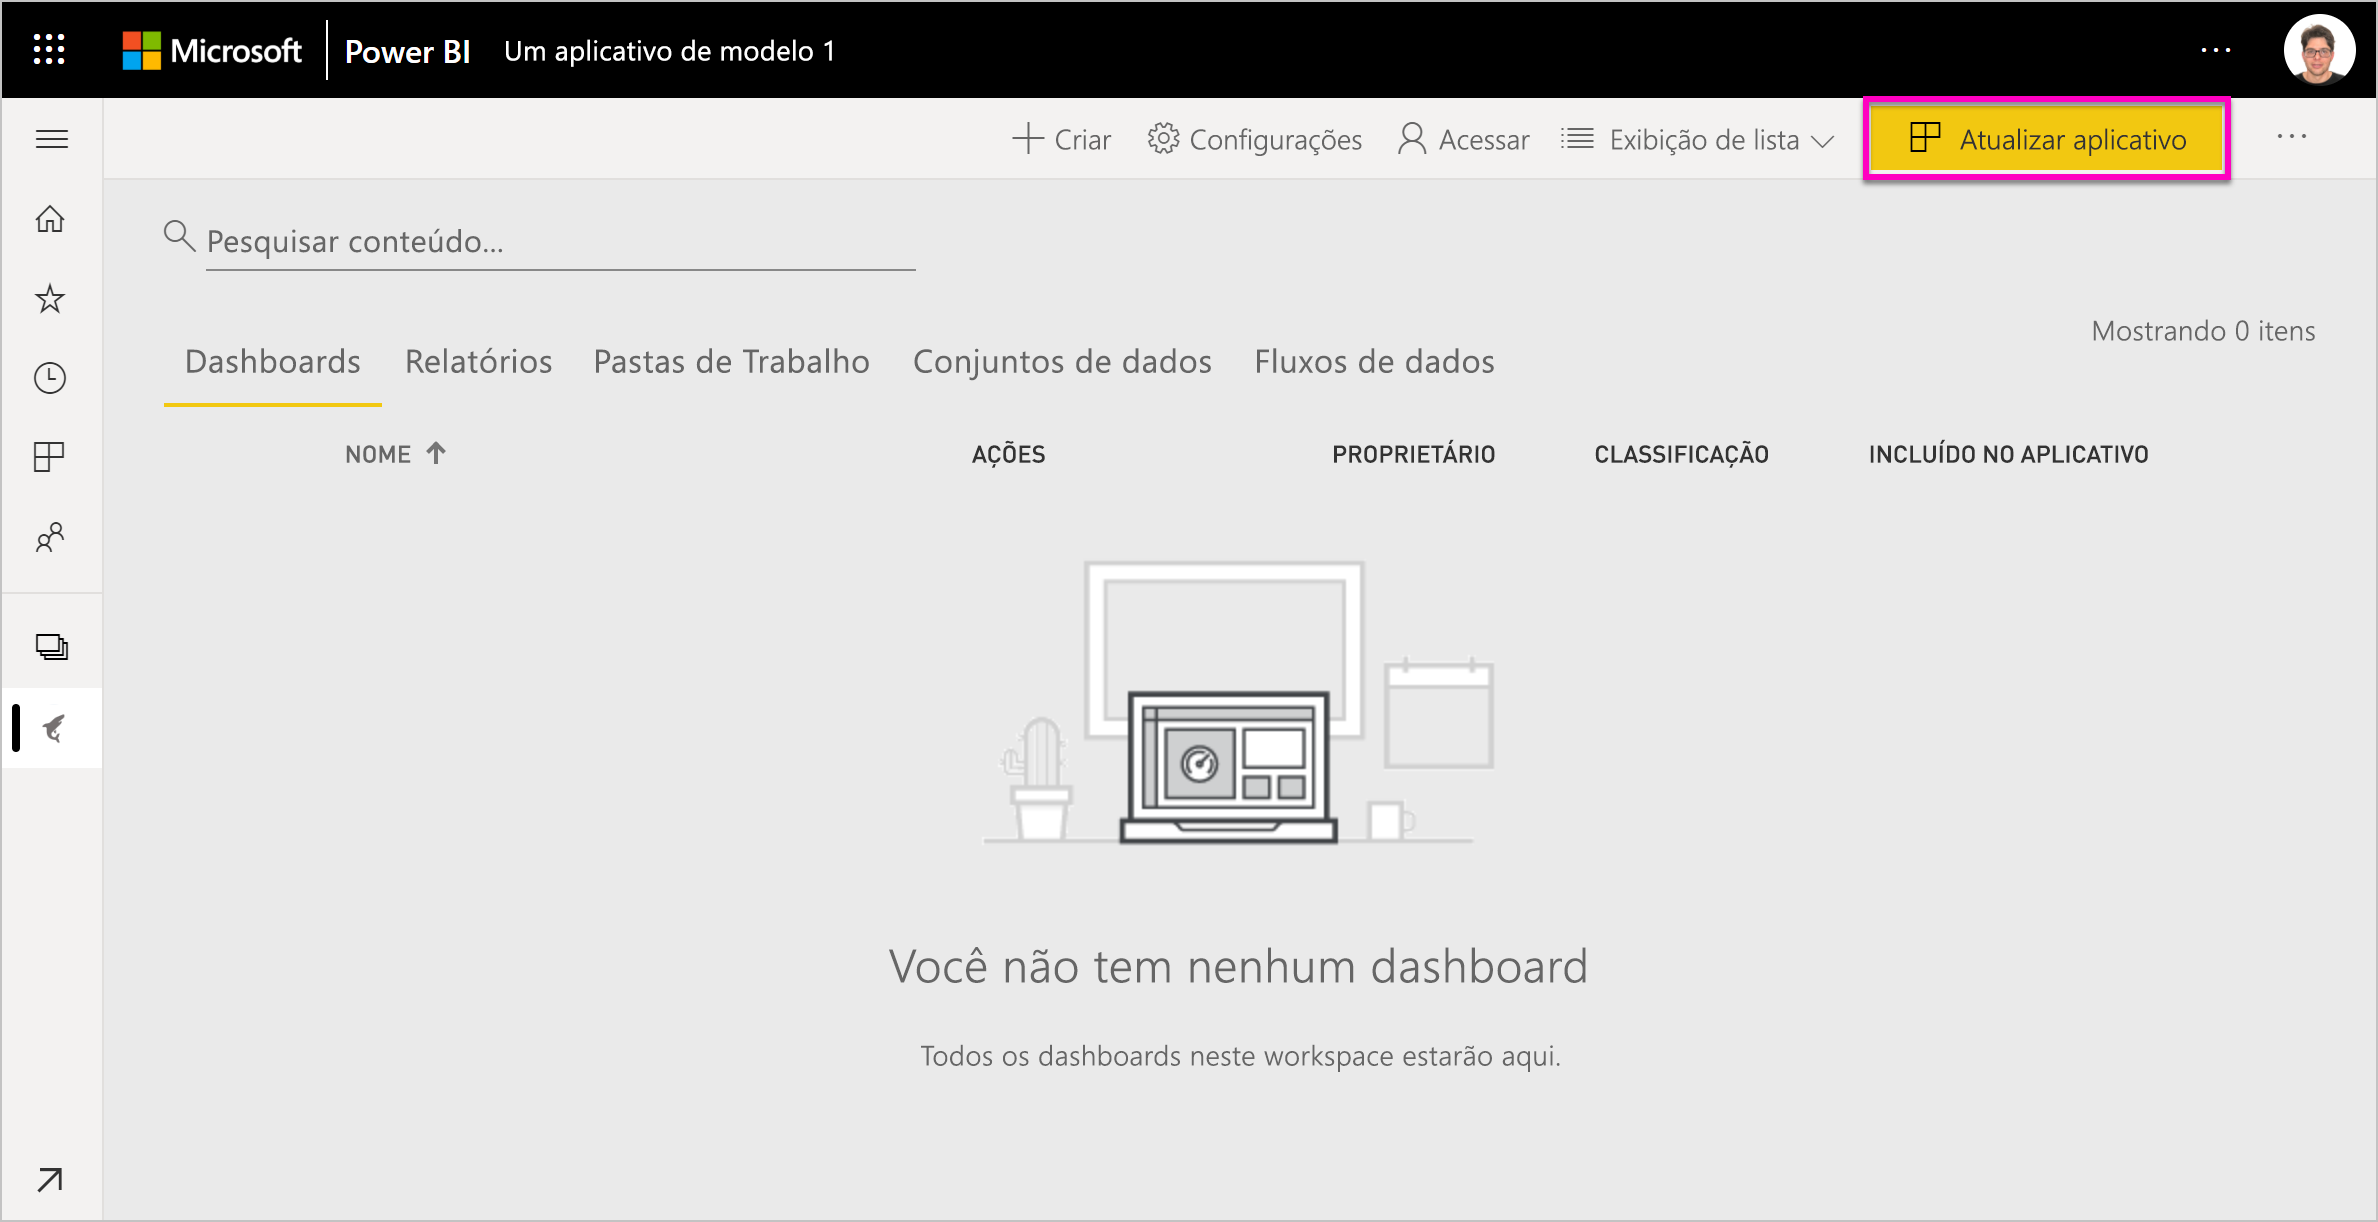 Microsoft Power BI Um aplicativo de modelo 1 ...
Criar Configurações Acessar Exibição de lista Atualizar aplicativo ...
Pesquisar conteúdo...
Mostrando 0 itens
Dashboards Relatórios Pastas de Trabalho Conjuntos de dados Fluxos de dados
NOME AÇÕES PROPRIETÁRIO CLASSIFICAÇÃO INCLUÍDO NO APLICATIVO
Você não tem nenhum dashboard
Todos os dashboards neste workspace estarão aqui.